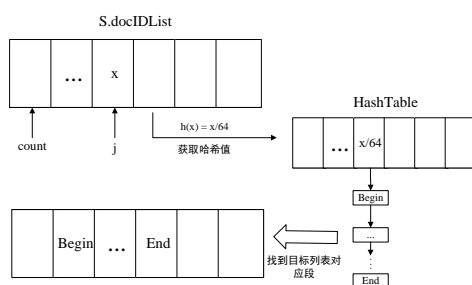 S.docIDList
... x
count
j
h(x) = x/64
获取哈希值
HashTable
... x/64
Begin
...
⋮
End
Begin ... End
找到目标列表对
应段